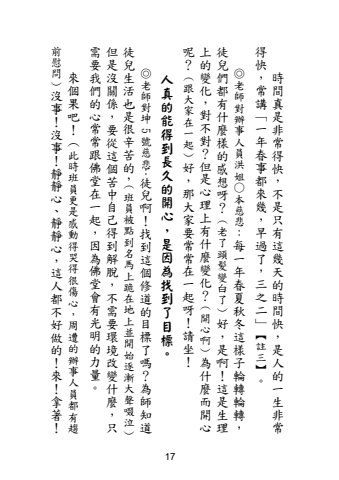 時間真是非常得快，不是只有這幾天的時間快，是人的一生非常
得快，常講「一年春事都來幾，早過了，三之二」【註三】。
◎老師對辦事人員洪姐○本慈悲：每一年春夏秋冬這樣子輪轉輪轉，
徒兒們都有什麼樣的感想呀？（老了頭髮變白了）好，是啊！這是生理
上的變化，對不對？但是心理上有什麼變化？（開心啊）為什麼而開心
呢？（跟大家在一起）好，那大家要常常在一起呀！請坐！
人真的能得到長久的開心，是因為找到了目標。
◎老師對坤5號慈悲：徒兒啊！找到這個修道的目標了嗎？為師知道
徒兒生活也是很辛苦的，（班員被點到名馬上跪在地上並開始逐漸大聲啜泣）
但是沒關係，要從這個苦中自己得到解脫，不需要環境改變什麼，只
需要我們的心常常跟佛堂在一起，因為佛堂會有光明的力量。
來個果吧！（此時班員更是感動得哭得很傷心，周遭的辦事人員都有趨
前慰問）沒事！沒事！靜靜心、靜靜心，這人都不好做的！來！拿著！
17